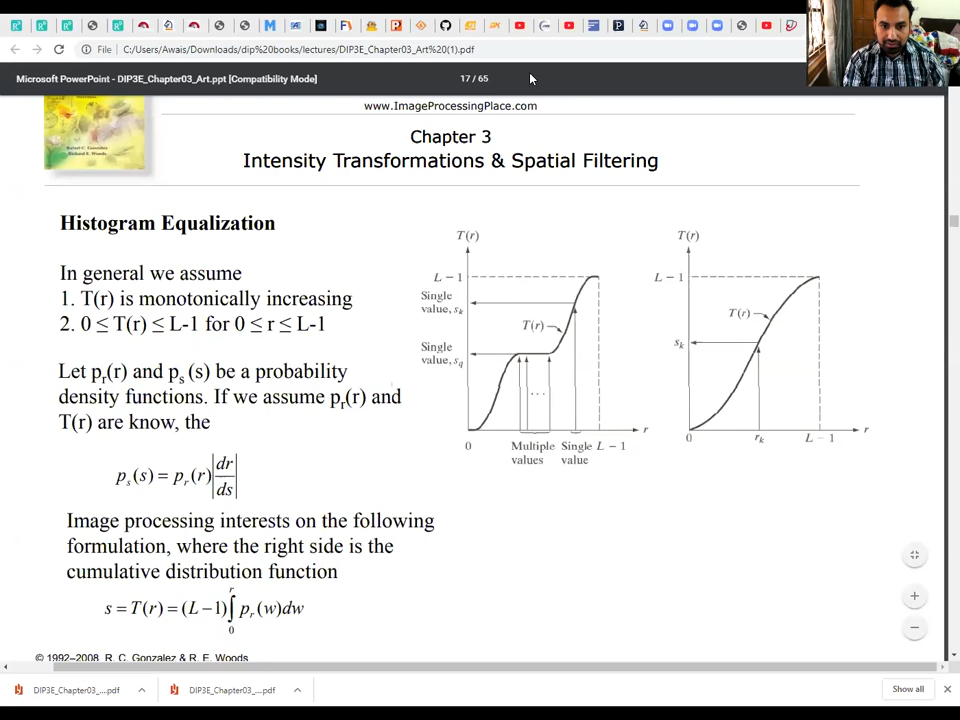 File
C:/Users/Awais/Downloads/dip%20books/lectures/DIP3E_Chapter03_Art%20(1).pdf
Microsoft PowerPoint - DIP3E_Chapter03_Art.ppt [Compatibility Mode]
17 / 65
www.ImageProcessingPlace.com
Rafael C. Gonzalez
Richard E. Woods
Chapter 3
Intensity Transformations & Spatial Filtering
Histogram Equalization
In general we assume
1. T(r) is monotonically increasing
2. 0 ≤ T(r) ≤ L-1 for 0 ≤ r ≤ L-1
Let pr(r) and ps (s) be a probability
density functions. If we assume pr(r) and
T(r) are know, the
ps(s) = pr(r)|dr/ds|
Image processing interests on the following
formulation, where the right side is the
cumulative distribution function
s = T(r) = (L−1)∫0r pr(w)dw
T(r)
L − 1
Single
value, sk
T(r)
Single
value, sq
...
r
0
Multiple
values
Single
value
L − 1
T(r)
L − 1
T(r)
sk
r
0
rk
L − 1
© 1992–2008 R. C. Gonzalez & R. E. Woods
DIP3E_Chapter03_....pdf
DIP3E_Chapter03_....pdf
Show all